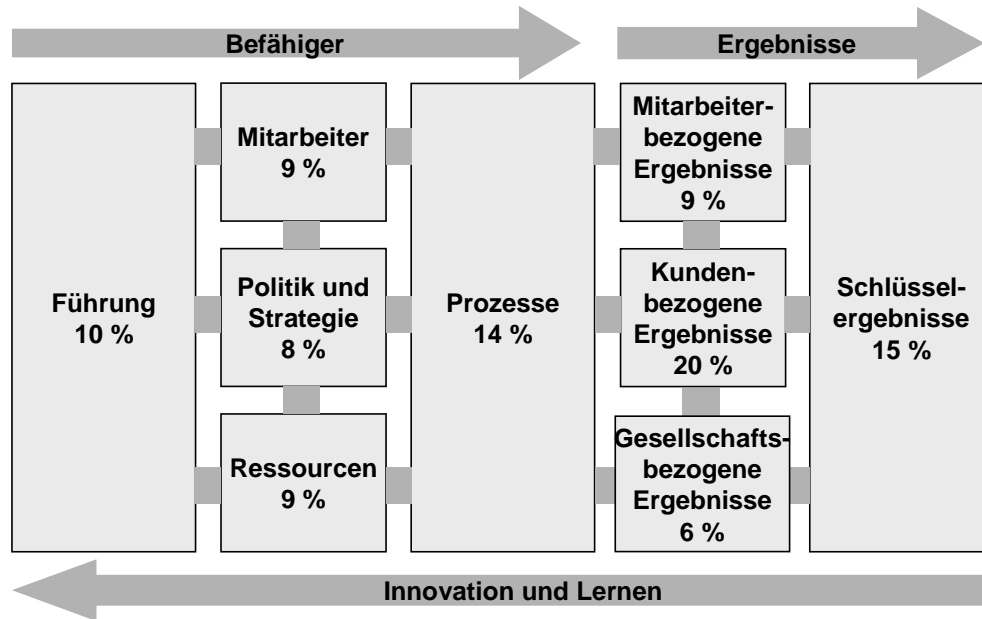 Befähiger
Ergebnisse
Führung
10 %
Mitarbeiter
9 %
Politik und
Strategie
8 %
Ressourcen
9 %
Prozesse
14 %
Mitarbeiter-
bezogene
Ergebnisse
9 %
Kunden-
bezogene
Ergebnisse
20 %
Gesellschafts-
bezogene
Ergebnisse
6 %
Schlüssel-
ergebnisse
15 %
Innovation und Lernen